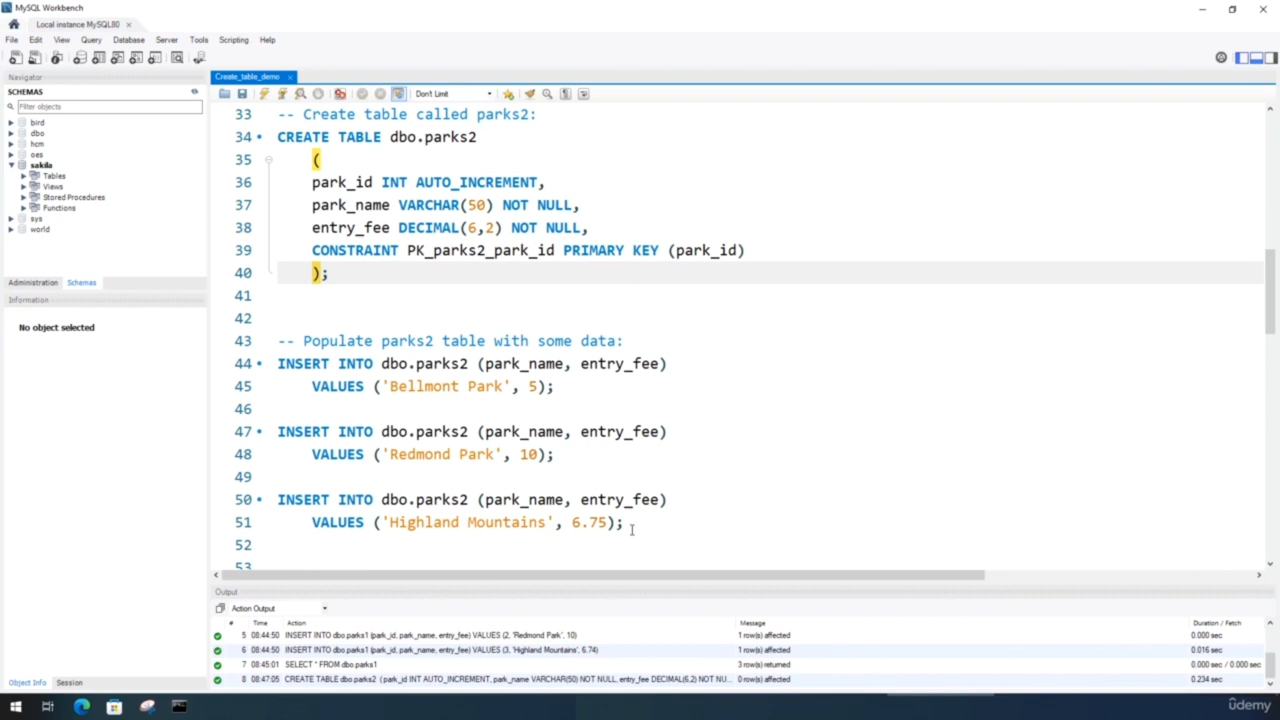 MySQL Workbench
Local instance MySQL80
File Edit View Query Database Server Tools Scripting Help
Navigator
SCHEMAS
Filter objects
bird
dbo
hcm
oes
sakila
Tables
Views
Stored Procedures
Functions
sys
world
Administration Schemas
Information
No object selected
Object Info Session
Create_table_demo
Don't Limit
33 -- Create table called parks2:
34 CREATE TABLE dbo.parks2
35 (
36 park_id INT AUTO_INCREMENT,
37 park_name VARCHAR(50) NOT NULL,
38 entry_fee DECIMAL(6,2) NOT NULL,
39 CONSTRAINT PK_parks2_park_id PRIMARY KEY (park_id)
40 );
41
42
43 -- Populate parks2 table with some data:
44 INSERT INTO dbo.parks2 (park_name, entry_fee)
45 VALUES ('Bellmont Park', 5);
46
47 INSERT INTO dbo.parks2 (park_name, entry_fee)
48 VALUES ('Redmond Park', 10);
49
50 INSERT INTO dbo.parks2 (park_name, entry_fee)
51 VALUES ('Highland Mountains', 6.75);
52
53
Output
Action Output
# Time Action Message Duration / Fetch
5 08:44:50 INSERT INTO dbo.parks1 (park_id, park_name, entry_fee) VALUES (2, 'Redmond Park', 10) 1 row(s) affected 0.000 sec
6 08:44:50 INSERT INTO dbo.parks1 (park_id, park_name, entry_fee) VALUES (3, 'Highland Mountains', 6.74) 1 row(s) affected 0.016 sec
7 08:45:01 SELECT * FROM dbo.parks1 3 row(s) returned 0.000 sec / 0.000 sec
8 08:47:05 CREATE TABLE dbo.parks2 ( park_id INT AUTO_INCREMENT, park_name VARCHAR(50) NOT NULL, entry_fee DECIMAL(6,2) NOT NU... 0 row(s) affected 0.234 sec
ûdemy